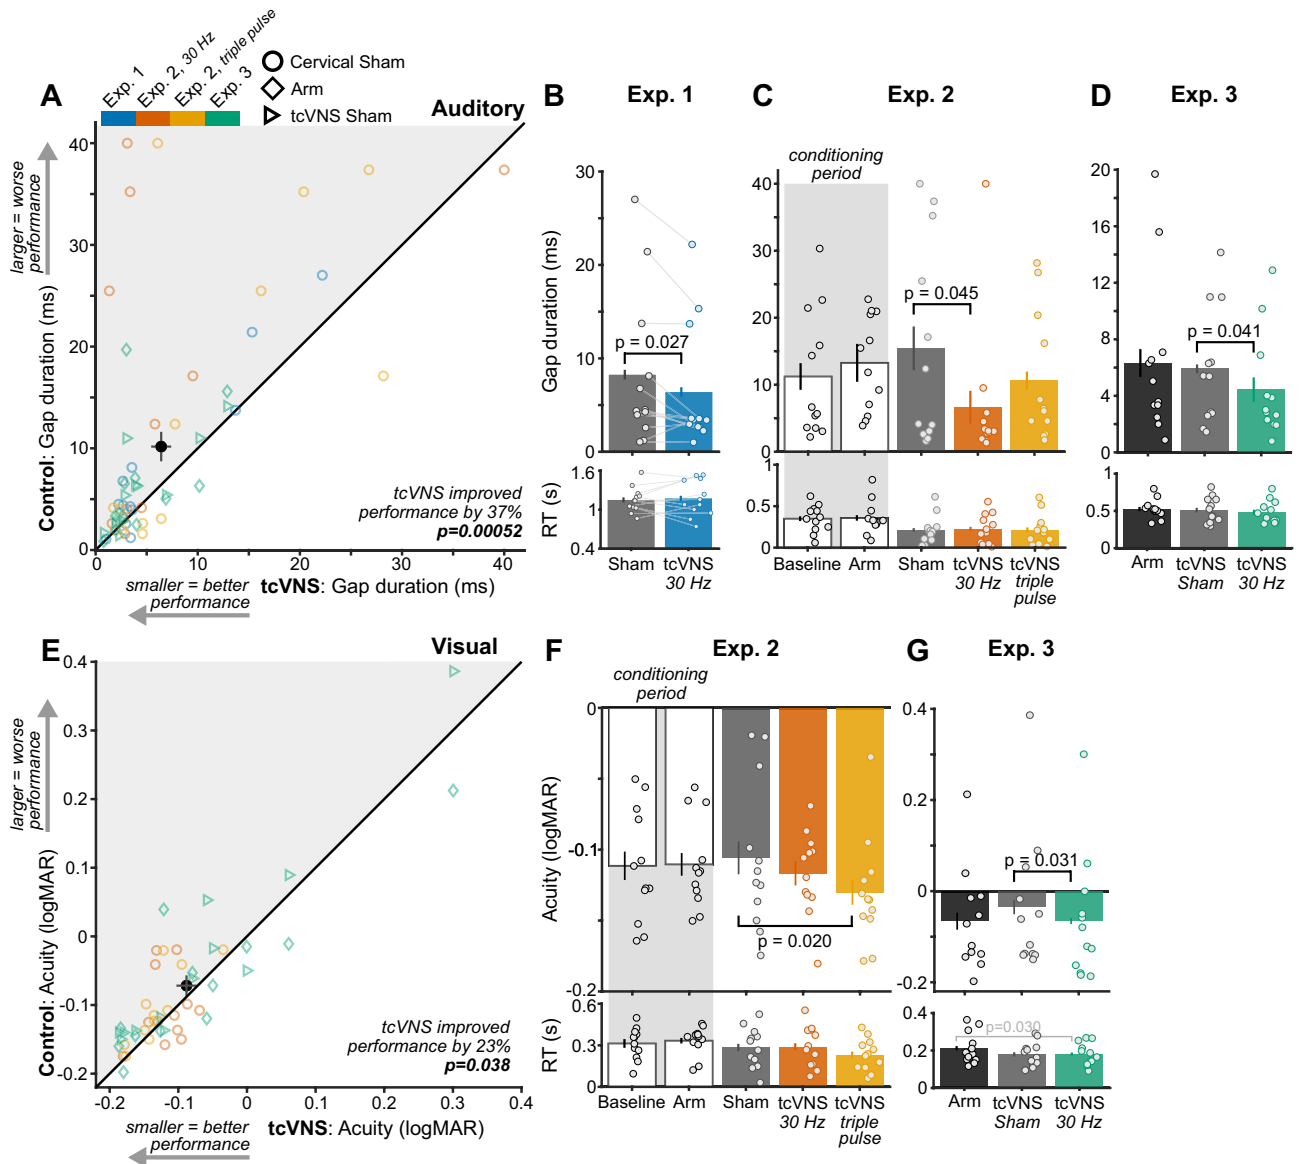 Exp. 1
Exp. 2, 30 Hz
Exp. 2, triple pulse
Exp. 3
Cervical Sham
Arm
tcVNS Sham
A
Auditory
larger = worse
performance
Control: Gap duration (ms)
40
30
20
10
0
tcVNS improved
performance by 37%
p=0.00052
0
10
20
30
40
smaller = better
performance
tcVNS: Gap duration (ms)
B
Exp. 1
Gap duration (ms)
30
20
10
0
p = 0.027
RT (s)
1.6
0.4
Sham
tcVNS
30 Hz
C
Exp. 2
conditioning
period
40
30
20
10
0
p = 0.045
1
0.5
0
Baseline
Arm
Sham
tcVNS
30 Hz
tcVNS
triple
pulse
D
Exp. 3
20
16
12
8
4
0
p = 0.041
1
0.5
0
Arm
tcVNS
Sham
tcVNS
30 Hz
E
Visual
larger = worse
performance
Control: Acuity (logMAR)
0.4
0.3
0.2
0.1
0
-0.1
-0.2
tcVNS improved
performance by 23%
p=0.038
-0.2
-0.1
0
0.1
0.2
0.3
0.4
smaller = better
performance
tcVNS: Acuity (logMAR)
F
Exp. 2
conditioning
period
Acuity (logMAR)
0
-0.1
-0.2
p = 0.020
RT (s)
0.6
0.3
0
Baseline
Arm
Sham
tcVNS
30 Hz
tcVNS
triple
pulse
G
Exp. 3
0.4
0.2
0
-0.2
p = 0.031
0.4
0.2
0
p=0.030
Arm
tcVNS
Sham
tcVNS
30 Hz